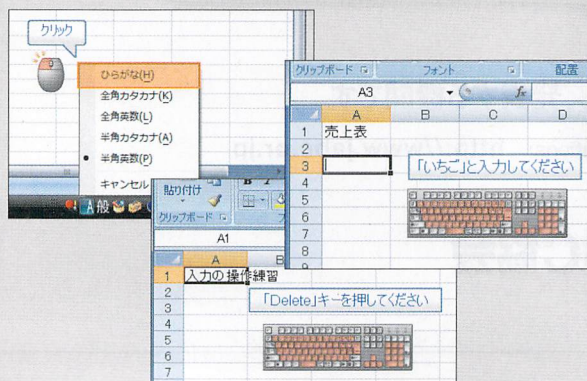 クリック
ひらがな(H)
全角カタカナ(K)
全角英数(L)
半角カタカナ(A)
半角英数(P)
キャンセル
A般
クリップボード
フォント
配置
A3
fx
A
B
C
D
1
売上表
2
3
「いちご」と入力してください
4
5
6
7
8
貼り付け
クリップボード
A1
A
B
1
入力の操作練習
2
「Delete」キーを押してください
3
4
5
6
7